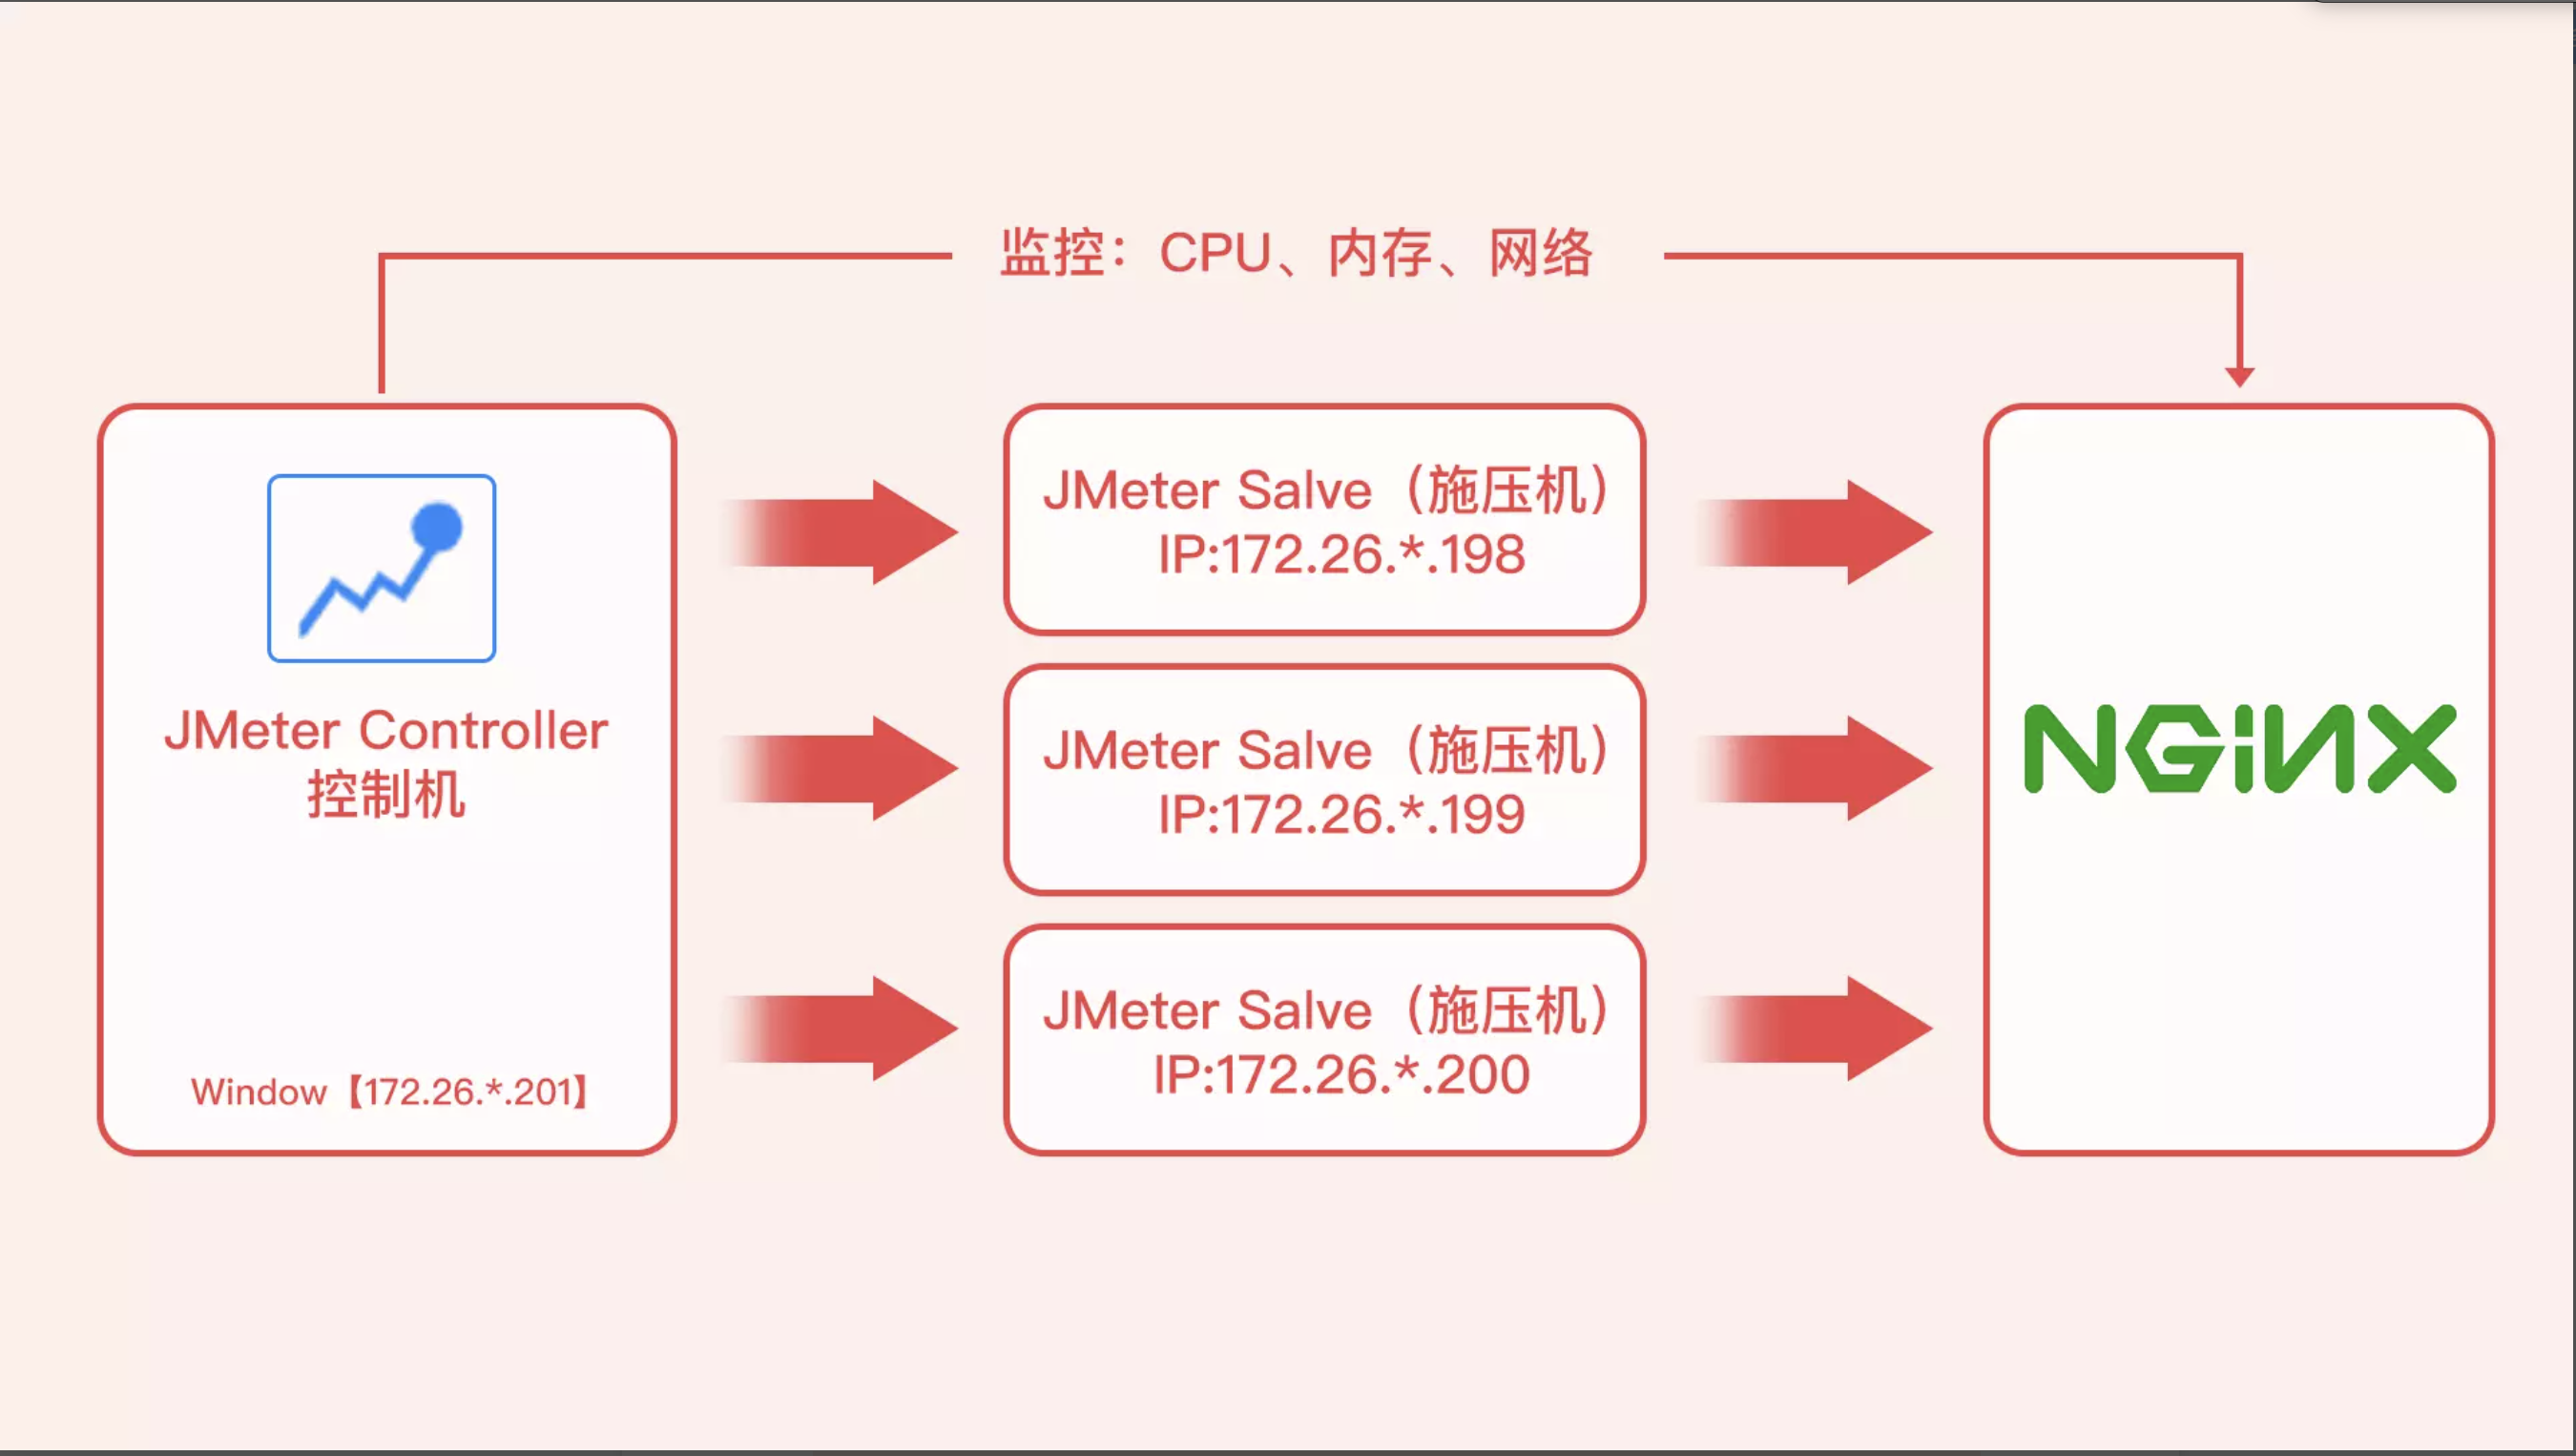 监控：CPU、内存、网络
JMeter Controller
控制机
Window【172.26.*.201】
JMeter Salve（施压机）
IP:172.26.*.198
JMeter Salve（施压机）
IP:172.26.*.199
JMeter Salve（施压机）
IP:172.26.*.200
NGiNX